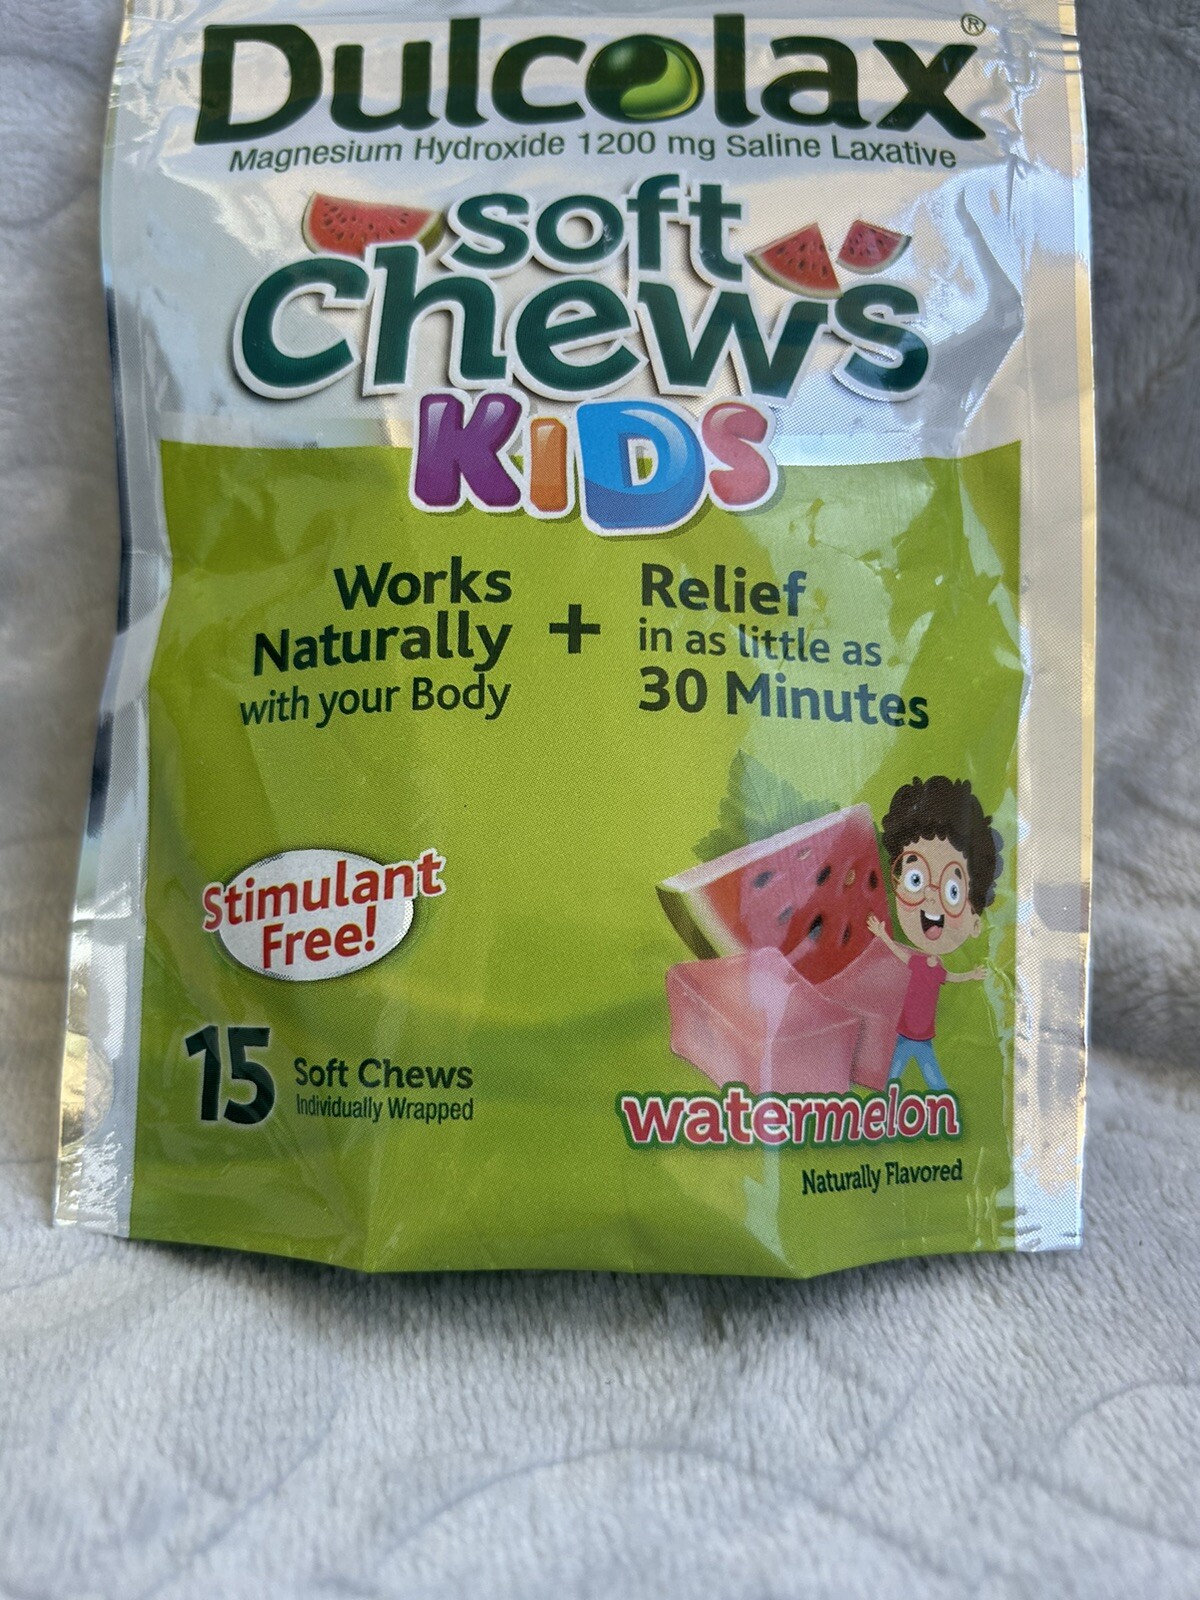 Dulcolax®
Magnesium Hydroxide 1200 mg Saline Laxative
soft
Chews
KiDS
Works
Naturally
with your Body
+
Relief
in as little as
30 Minutes
Stimulant
Free!
15
Soft Chews
Individually Wrapped
watermelon
Naturally Flavored